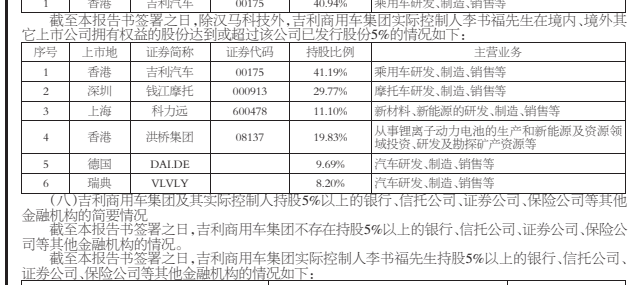 1 香港 吉利汽车 00175 40.94% 乘用车研发、制造、销售等
截至本报告书签署之日,除汉马科技外,吉利商用车集团实际控制人李书福先生在境内、境外其
它上市公司拥有权益的股份达到或超过该公司已发行股份5%的情况如下:
序号 上市地 证券简称 证券代码 持股比例 主营业务
1 香港 吉利汽车 00175 41.19% 乘用车研发、制造、销售等
2 深圳 钱江摩托 000913 29.77% 摩托车研发、制造、销售等
3 上海 科力远 600478 11.10% 新材料、新能源的研发、制造、销售等
4 香港 洪桥集团 08137 19.83% 从事锂离子动力电池的生产和新能源及资源领
域投资、研发及勘探矿产资源等
5 德国 DAI.DE 9.69% 汽车研发、制造、销售等
6 瑞典 VLVLY 8.20% 汽车研发、制造、销售等
(八)吉利商用车集团及其实际控制人持股5%以上的银行、信托公司、证券公司、保险公司等其他
金融机构的简要情况
截至本报告书签署之日,吉利商用车集团不存在持股5%以上的银行、信托公司、证券公司、保险公
司等其他金融机构的情况。
截至本报告书签署之日,吉利商用车集团实际控制人李书福先生持股5%以上的银行、信托公司、
证券公司、保险公司等其他金融机构的情况如下: